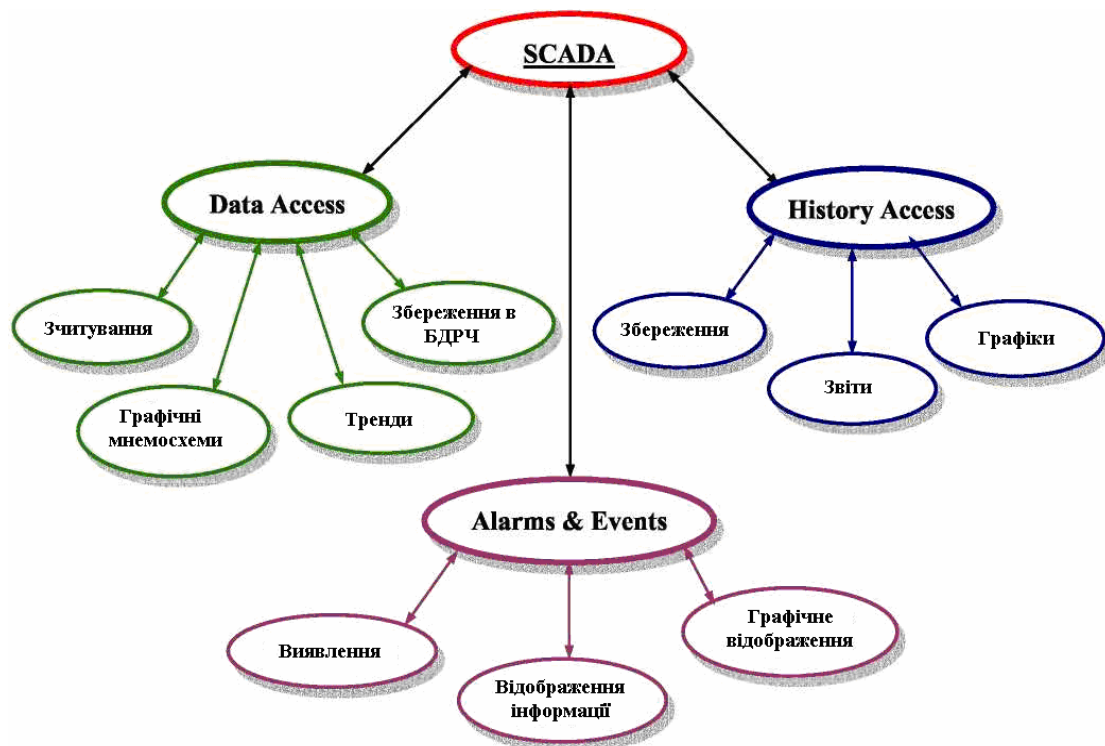 SCADA
Data Access
History Access
Зчитування
Графічні
мнемосхеми
Тренди
Збереження в
БДРЧ
Збереження
Звіти
Графіки
Alarms & Events
Виявлення
Відображення
інформації
Графічне
відображення